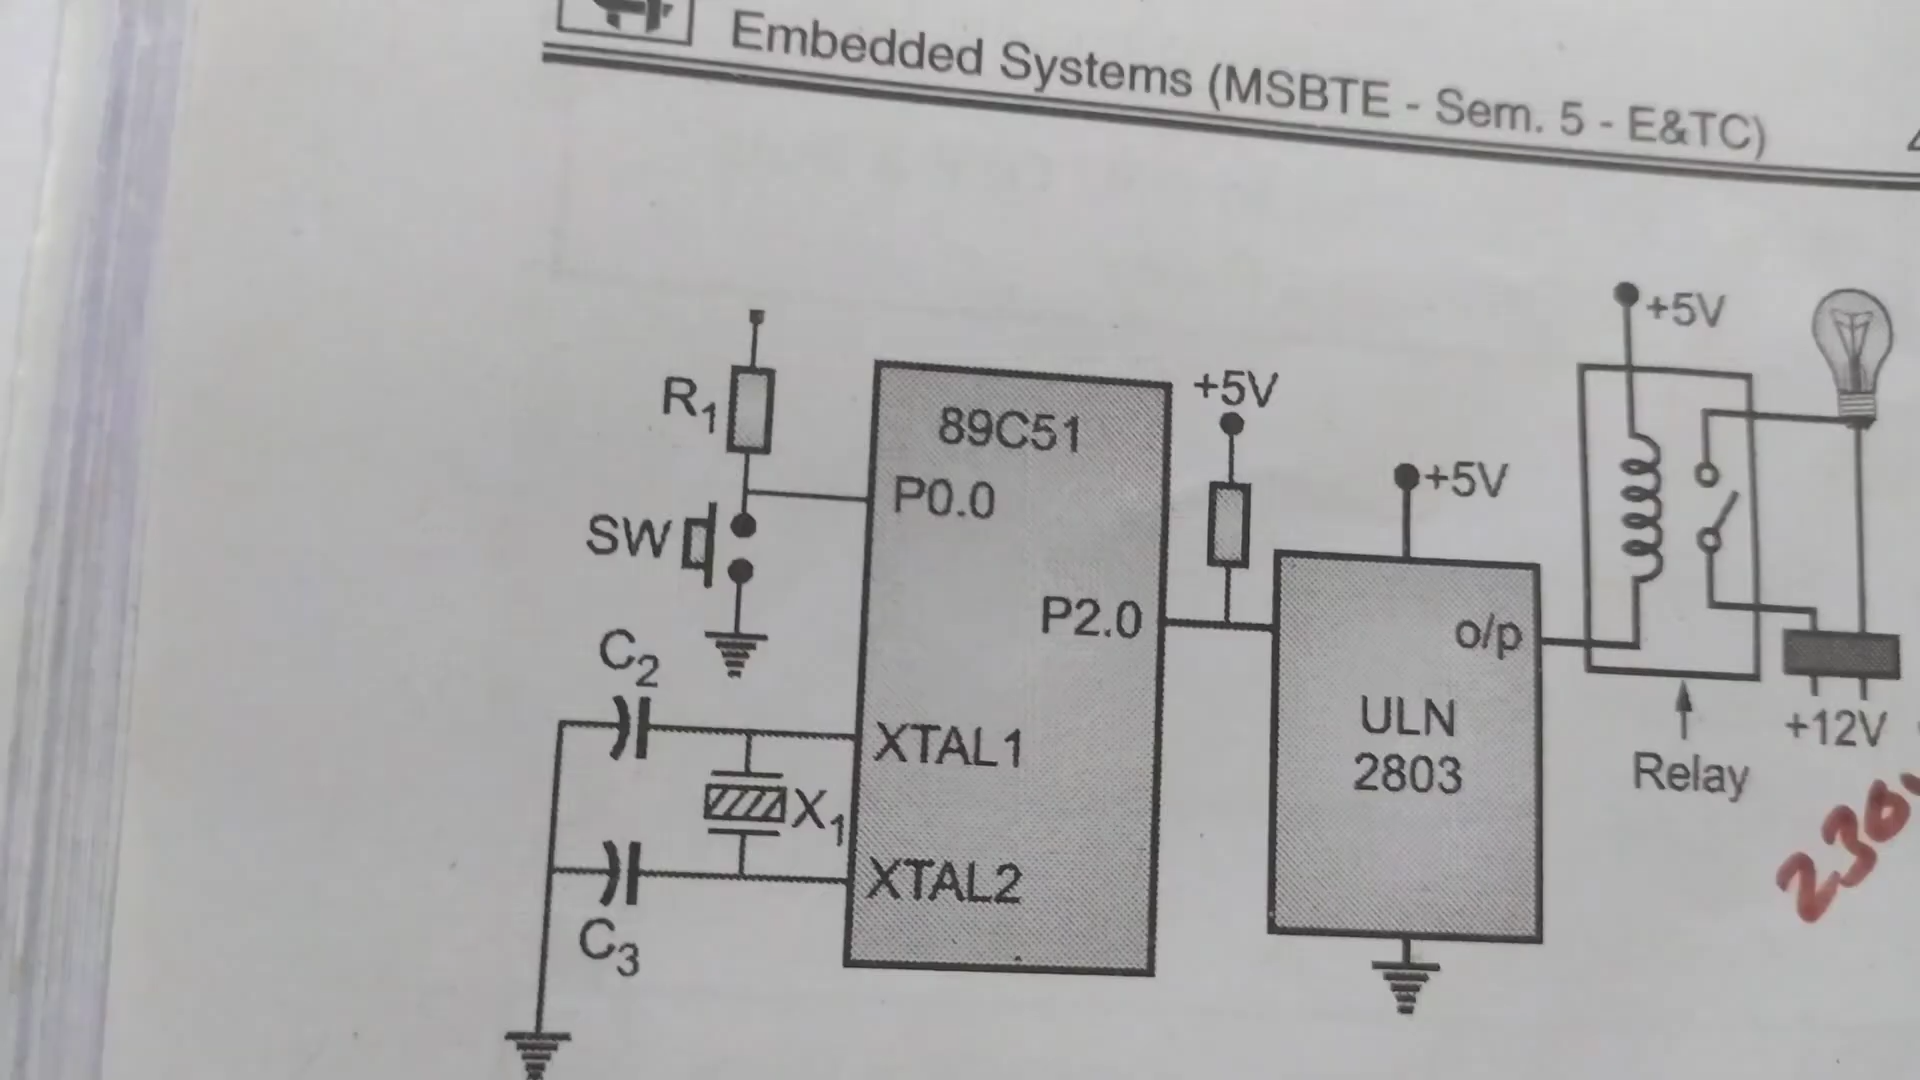 Embedded Systems (MSBTE - Sem. 5 - E&TC)
+5V
R1
89C51
+5V
P0.0
+5V
SW
P2.0
o/p
C2
XTAL1
ULN
2803
+12V
Relay
X1
XTAL2
C3